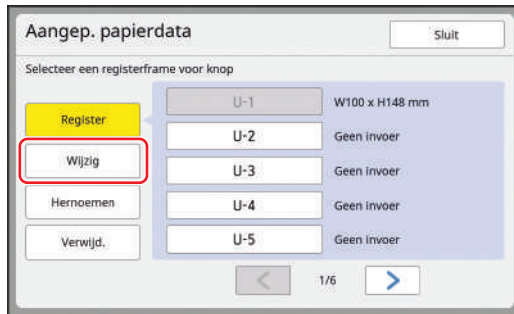 Aangep. papierdata
Sluit
Selecteer een registerframe voor knop
Register
U-1 W100 x H148 mm
U-2 Geen invoer
Wijzig
U-3 Geen invoer
Hernoemen
U-4 Geen invoer
Verwijd.
U-5 Geen invoer
< 1/6 >